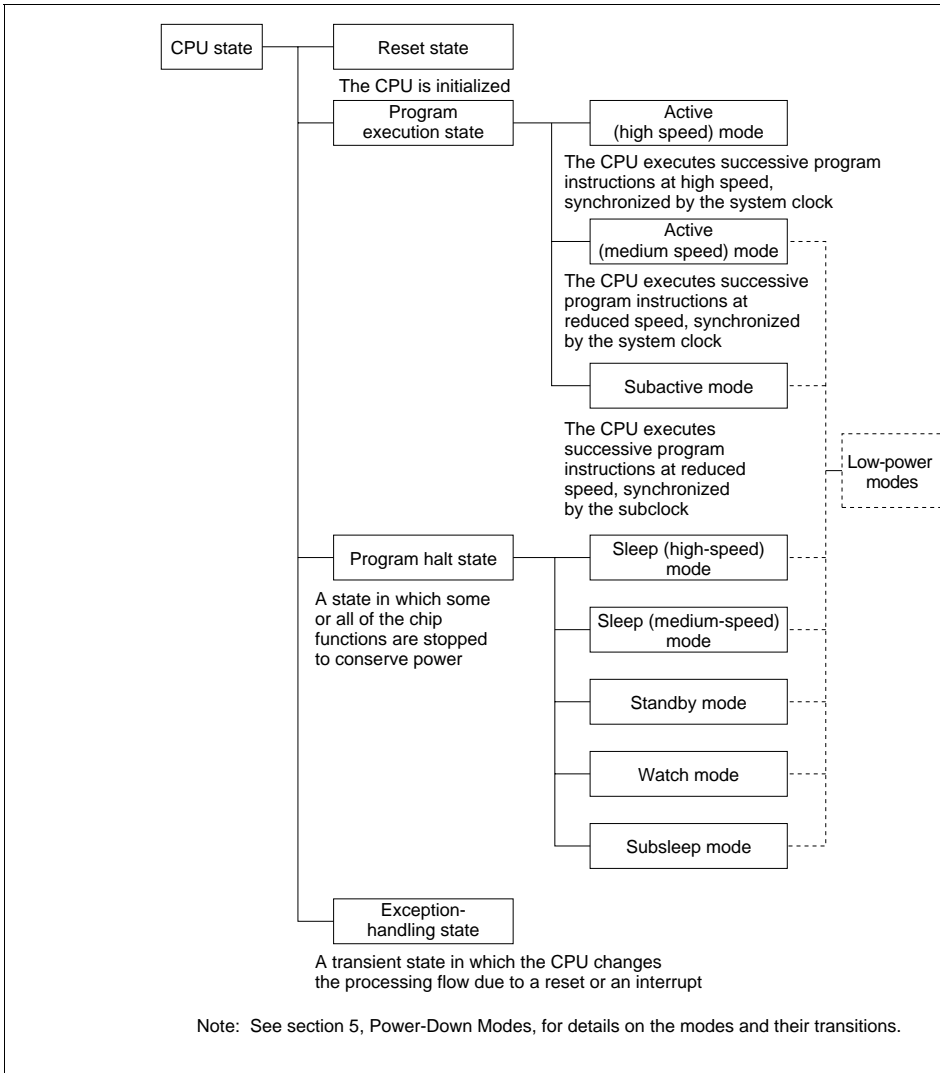 CPU state
Reset state
The CPU is initialized
Program
execution state
Active
(high speed) mode
The CPU executes successive program
instructions at high speed,
synchronized by the system clock
Active
(medium speed) mode
The CPU executes successive
program instructions at
reduced speed, synchronized
by the system clock
Subactive mode
The CPU executes
successive program
instructions at reduced
speed, synchronized
by the subclock
Low-power
modes
Program halt state
A state in which some
or all of the chip
functions are stopped
to conserve power
Sleep (high-speed)
mode
Sleep (medium-speed)
mode
Standby mode
Watch mode
Subsleep mode
Exception-
handling state
A transient state in which the CPU changes
the processing flow due to a reset or an interrupt
Note: See section 5, Power-Down Modes, for details on the modes and their transitions.